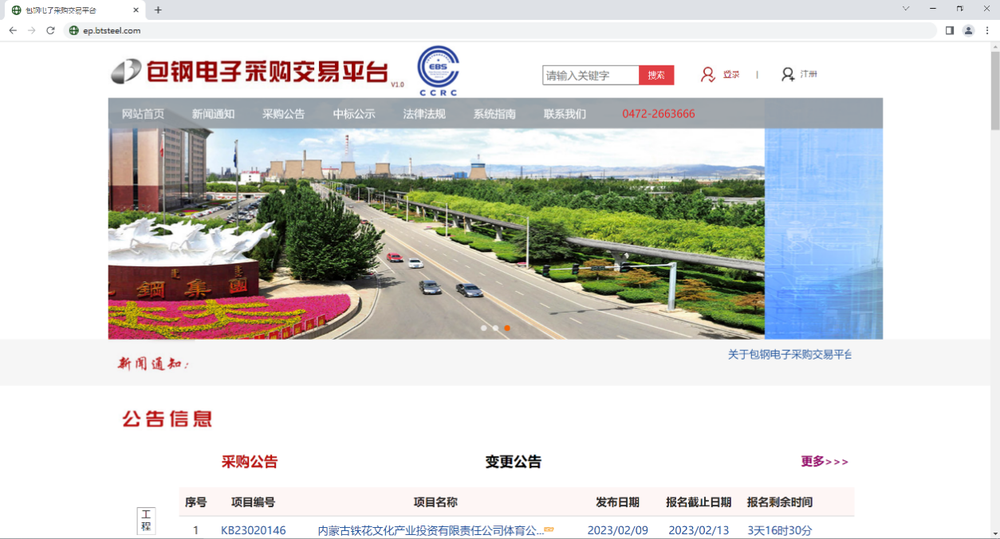 包钢电子采购交易平台
ep.btsteel.com
包钢电子采购交易平台 V1.0
EBS
CCRC
请输入关键字 搜索 登录 | 注册
网站首页 新闻通知 采购公告 中标公示 法律法规 系统指南 联系我们 0472-2663666
鋼集團
新闻通知：
关于包钢电子采购交易平台
公告信息
采购公告 变更公告 更多>>>
序号 项目编号 项目名称 发布日期 报名截止日期 报名剩余时间
工程
1 KB23020146 内蒙古铁花文化产业投资有限责任公司体育公... 2023/02/09 2023/02/13 3天16时30分